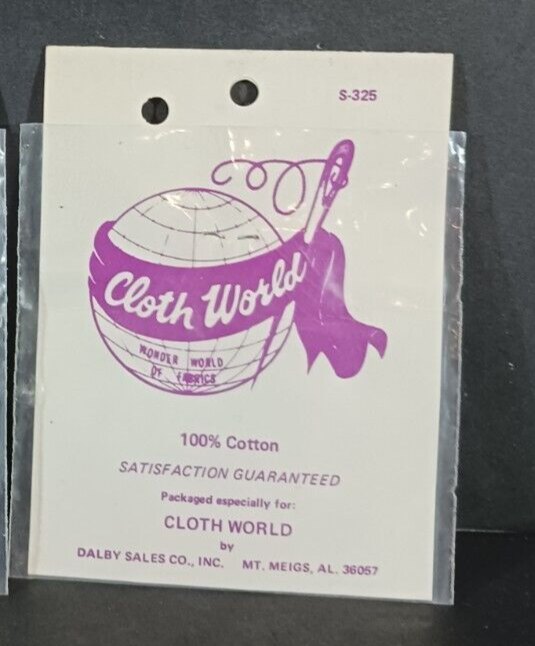 S-325
Cloth World
WONDER WORLD
OF FABRICS
100% Cotton
SATISFACTION GUARANTEED
Packaged especially for:
CLOTH WORLD
by
DALBY SALES CO., INC. MT. MEIGS, AL. 36057